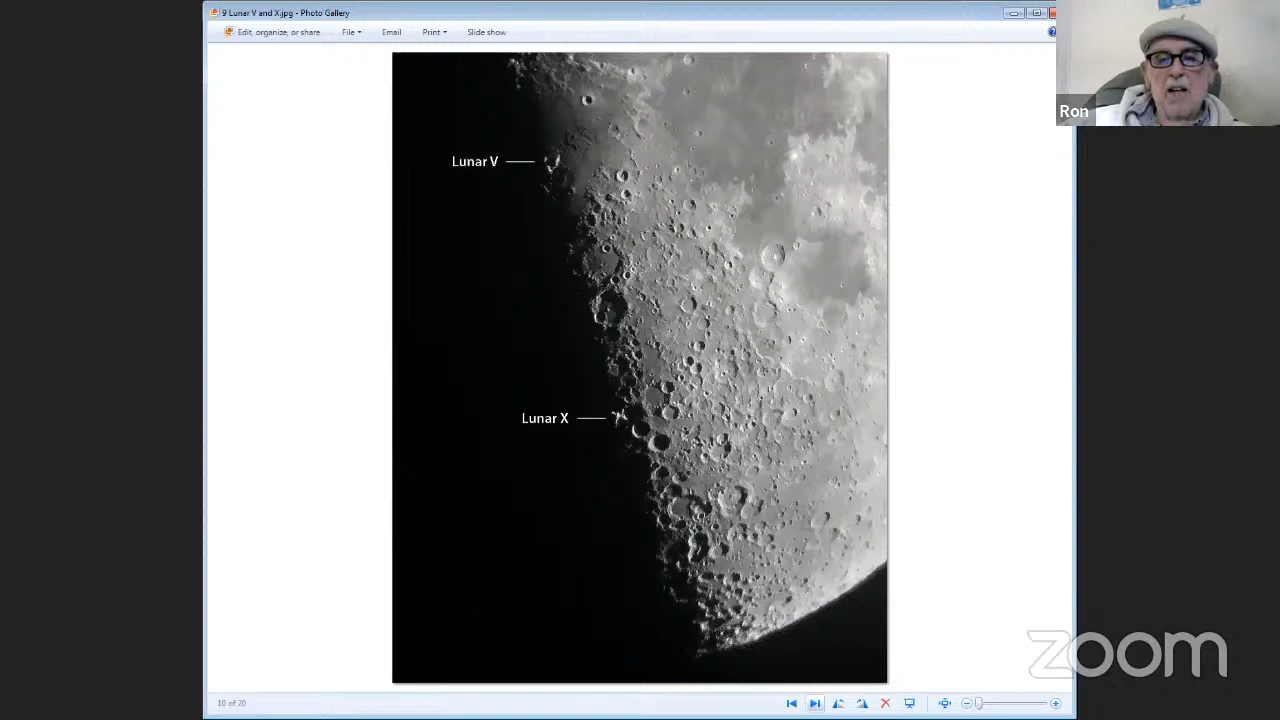 9 Lunar V and X.jpg - Photo Gallery
Edit, organize, or share File Email Print Slide show
Ron
Lunar V
Lunar X
zoom
10 of 20